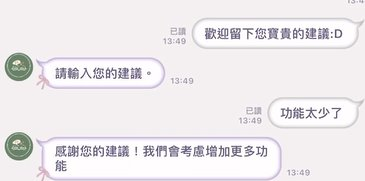 已讀
13:49
歡迎留下您寶貴的建議:D
請輸入您的建議。
13:49
已讀
13:49
功能太少了
感謝您的建議！我們會考慮增加更多功
能
13:49